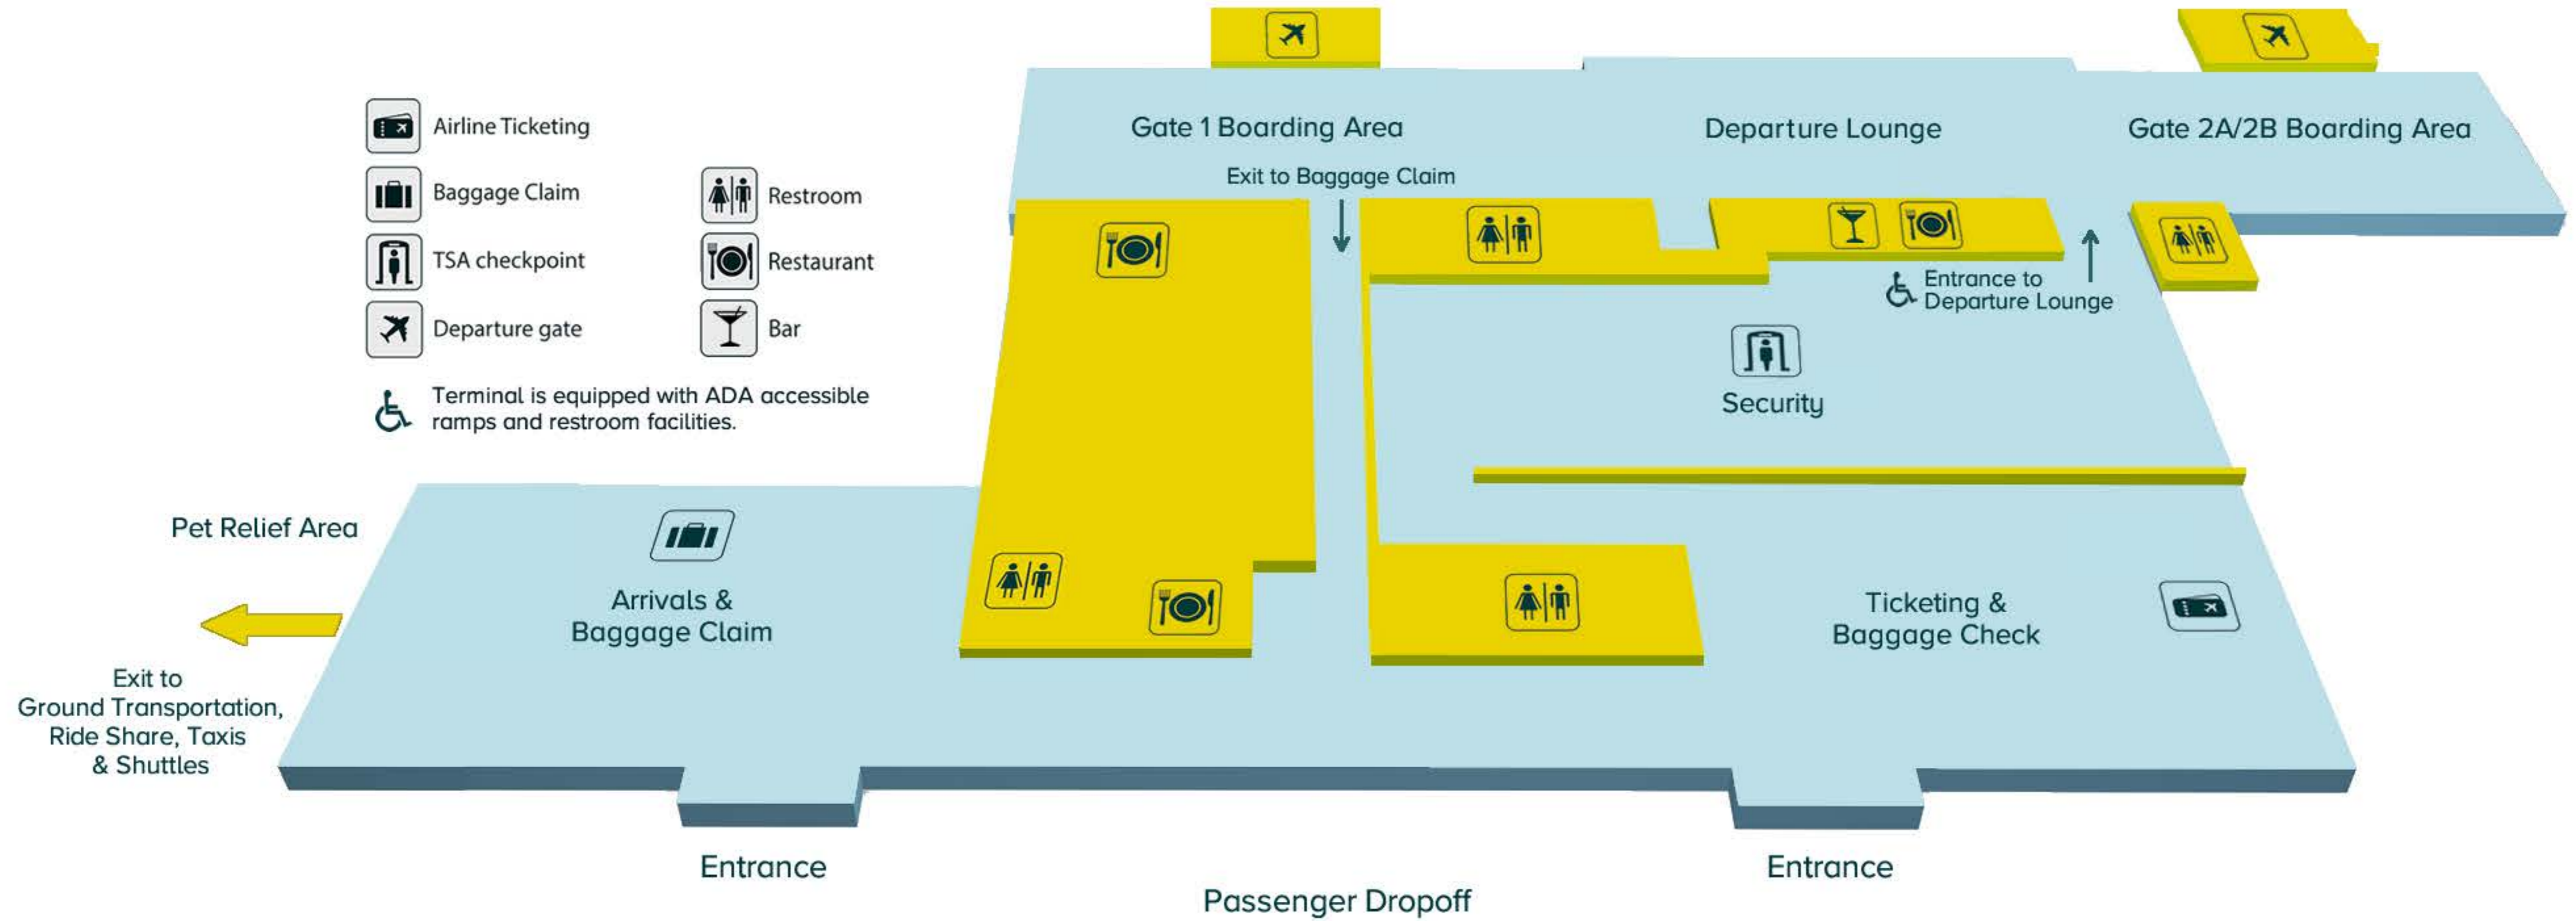 Airline Ticketing
Baggage Claim
TSA checkpoint
Departure gate
Restroom
Restaurant
Bar
Terminal is equipped with ADA accessible
ramps and restroom facilities.
Gate 1 Boarding Area
Departure Lounge
Gate 2A/2B Boarding Area
Exit to Baggage Claim
Entrance to
Departure Lounge
Security
Pet Relief Area
Arrivals &
Baggage Claim
Ticketing &
Baggage Check
Exit to
Ground Transportation,
Ride Share, Taxis
& Shuttles
Entrance
Entrance
Passenger Dropoff